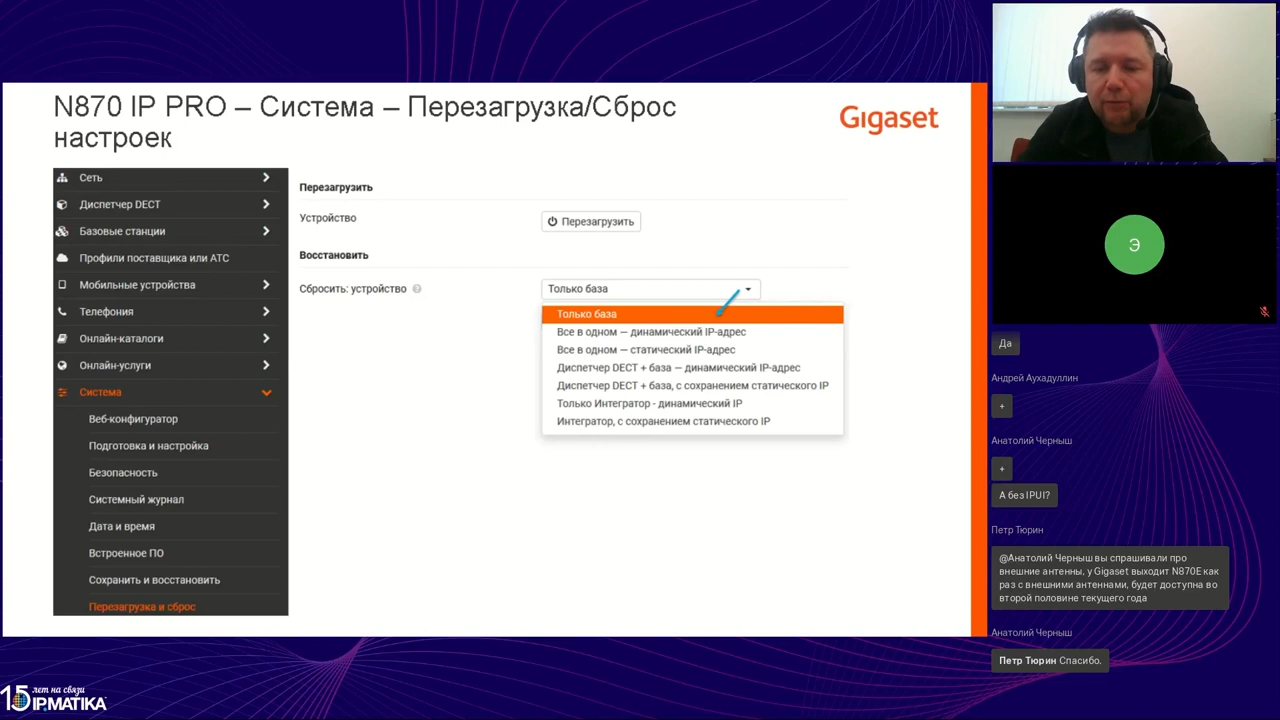 N870 IP PRO – Система – Перезагрузка/Сброс
настроек
Gigaset
Сеть
Диспетчер DECT
Базовые станции
Профили поставщика или АТС
Мобильные устройства
Телефония
Онлайн-каталоги
Онлайн-услуги
Система
Веб-конфигуратор
Подготовка и настройка
Безопасность
Системный журнал
Дата и время
Встроенное ПО
Сохранить и восстановить
Перезагрузка и сброс
Перезагрузить
Устройство
Перезагрузить
Восстановить
Сбросить: устройство
Только база
Только база
Все в одном — динамический IP-адрес
Все в одном — статический IP-адрес
Диспетчер DECT + база — динамический IP-адрес
Диспетчер DECT + база, с сохранением статического IP
Только Интегратор - динамический IP
Интегратор, с сохранением статического IP
Э
Да
Андрей Аухадуллин
+
Анатолий Черныш
+
А без IPUI?
Петр Тюрин
@Анатолий Черныш вы спрашивали про
внешние антенны, у Gigaset выходит N870E как
раз с внешними антеннами, будет доступна во
второй половине текущего года
Анатолий Черныш
Петр Тюрин Спасибо.
15 лет на связи
IPMATIKA